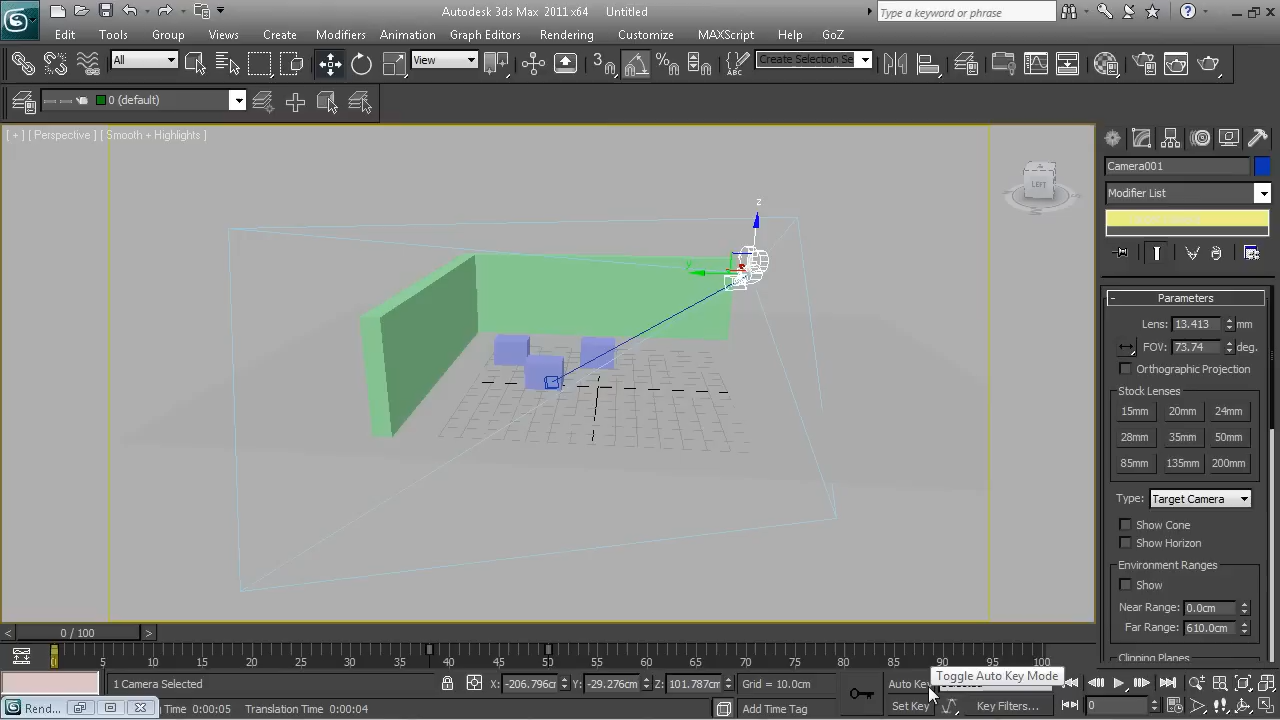 Autodesk 3ds Max 2011 x64 Untitled
Type a keyword or phrase
Edit Tools Group Views Create Modifiers Animation Graph Editors Rendering Customize MAXScript Help GoZ
All View 3 Create Selection Se
0 (default)
[ + ] [ Perspective ] [ Smooth + Highlights ]
LEFT
z
y
Camera001
Modifier List
- Parameters
Lens: 13.413 mm
FOV: 73.74 deg.
Orthographic Projection
Stock Lenses
15mm 20mm 24mm
28mm 35mm 50mm
85mm 135mm 200mm
Type: Target Camera
Show Cone
Show Horizon
Environment Ranges
Show
Near Range: 0.0cm
Far Range: 610.0cm
Clipping Planes
< 0 / 100 >
5 10 15 20 25 30 35 40 45 50 55 60 65 70 75 80 85 90 95 100
Toggle Auto Key Mode
1 Camera Selected X: -206.796cm Y: -29.276cm Z: 101.787cm Grid = 10.0cm Auto Key
Rend... Time 0:00:05 Translation Time 0:00:04 Add Time Tag Set Key Key Filters... 0